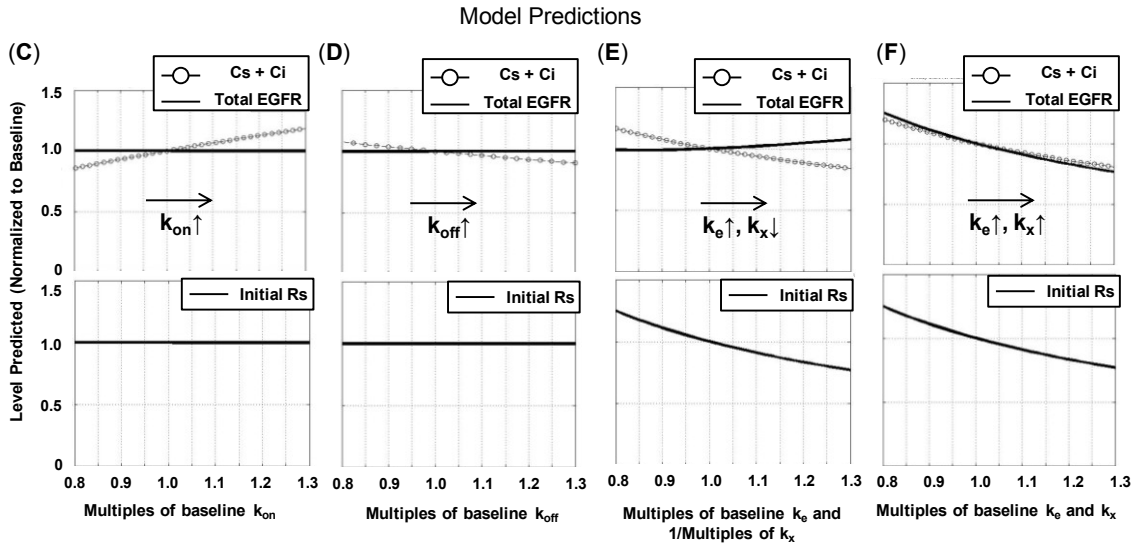 Model Predictions
(C)
(D)
(E)
(F)
Cs + Ci
Total EGFR
Cs + Ci
Total EGFR
Cs + Ci
Total EGFR
Cs + Ci
Total EGFR
Level Predicted (Normalized to Baseline)
1.5
1.0
0.5
0
kon↑
koff↑
ke↑, kx↓
ke↑, kx↑
Initial Rs
Initial Rs
Initial Rs
Initial Rs
1.5
1.0
0.5
0
0.8 0.9 1.0 1.1 1.2 1.3
0.8 0.9 1.0 1.1 1.2 1.3
0.8 0.9 1.0 1.1 1.2 1.3
0.8 0.9 1.0 1.1 1.2 1.3
Multiples of baseline kon
Multiples of baseline koff
Multiples of baseline ke and
1/Multiples of kx
Multiples of baseline ke and kx